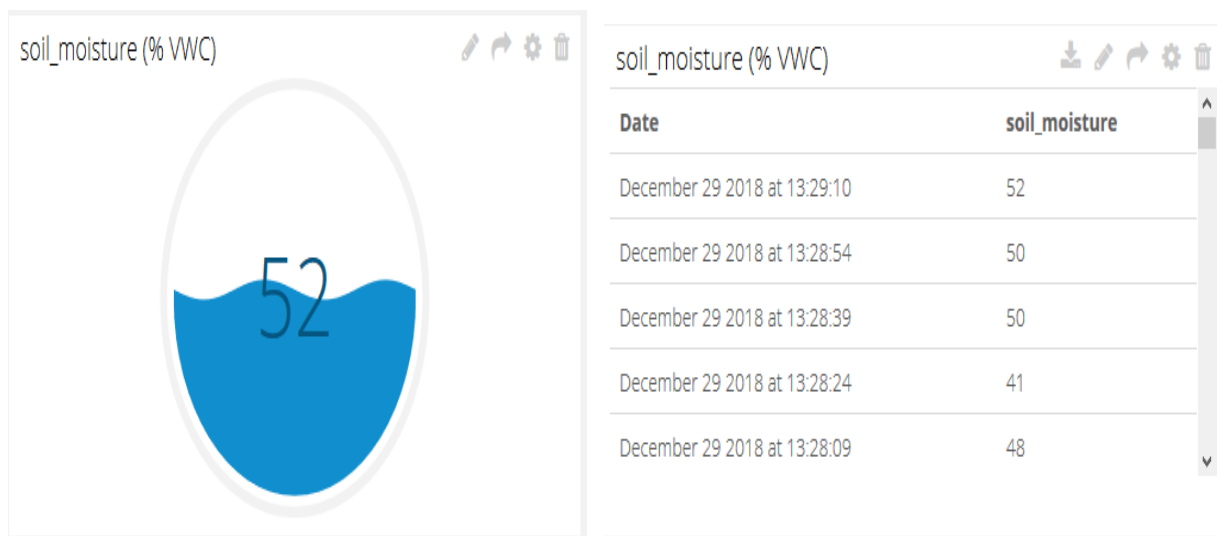 soil_moisture (% VWC)
52
soil_moisture (% VWC)
Date soil_moisture
December 29 2018 at 13:29:10 52
December 29 2018 at 13:28:54 50
December 29 2018 at 13:28:39 50
December 29 2018 at 13:28:24 41
December 29 2018 at 13:28:09 48